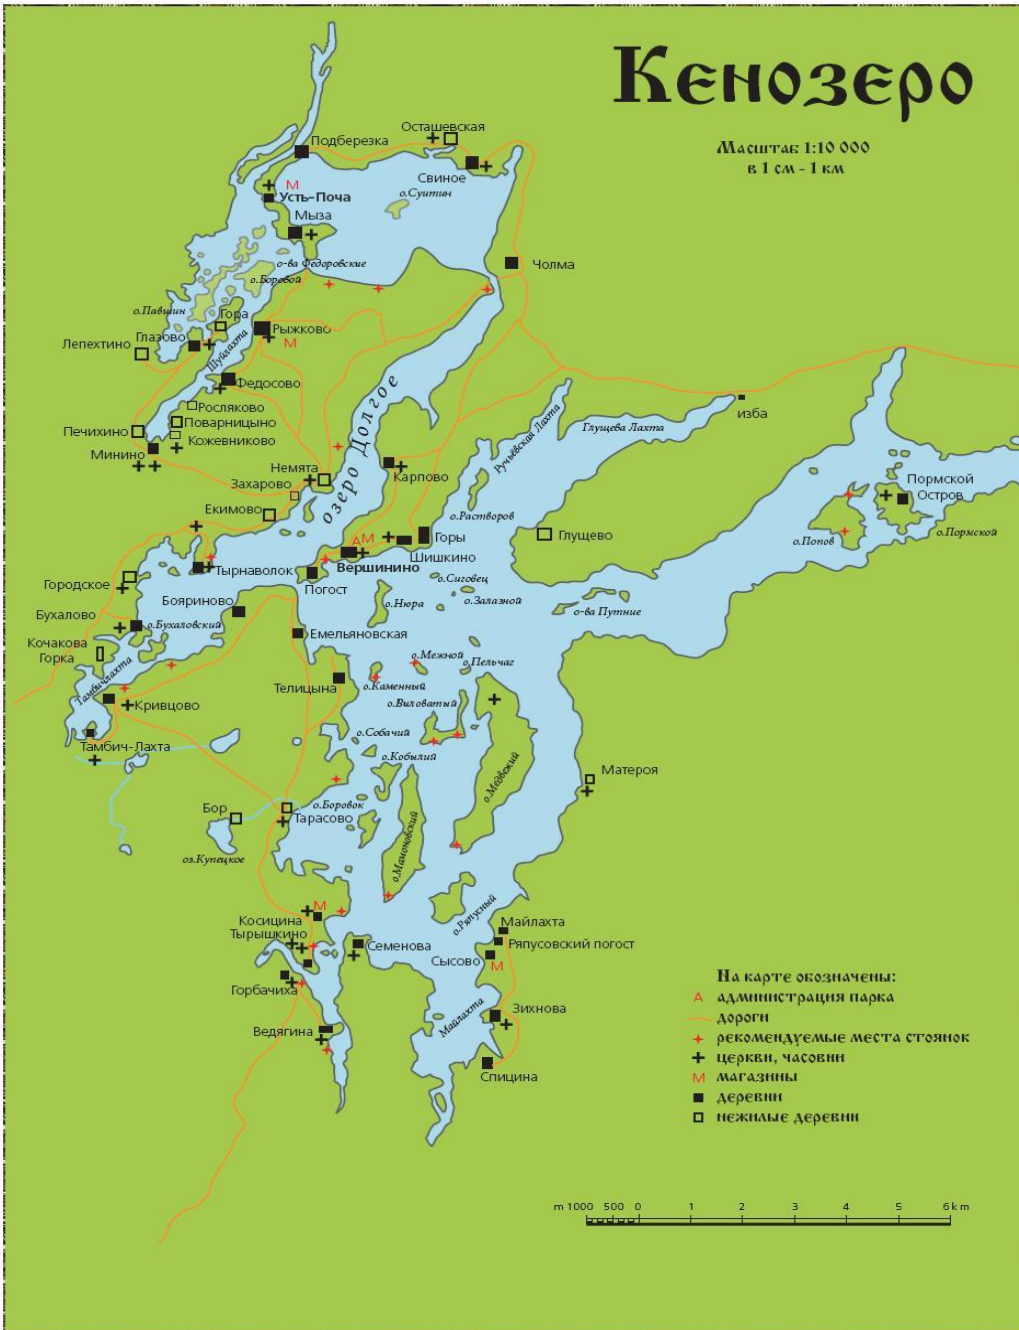 Кенозеро
Масштаб 1:10 000
в 1 см - 1 км
Осташевская
Подберезка
Свиное
М
Усть-Поча
о.Суитин
Мыза
о-ва Федоровские
Чолма
о.Боровой
о.Павшин
Гора
Рыжково
Глазово
М
Лепехтино
Шуйлахта
Федосово
Росляково
Поварницыно
Печихино
Кожевниково
Минино
озеро Долгое
Ручьёвская Лахта
Глущева Лахта
изба
Немята
Карпово
Захарово
Пормской
Остров
Екимово
о.Растворов
Горы
Глущево
о.Попов
о.Пормской
А М
Шишкино
Вершинино
Тырнаволок
Погост
о.Сиговец
Городское
Бояриново
о.Нюра
о.Залазной
о-ва Путние
Бухалово
о.Бухаловский
Емельяновская
Кочакова
Горка
Тамбичлахта
о.Межной
о.Пельчаг
Телицына
о.Каменный
о.Виловатый
Кривцово
о.Собачий
Тамбич-Лахта
о.Кобылий
о.Медвежий
Матероя
Бор
о.Боровок
Тарасово
о.Мамоновский
оз.Купецкое
М
Косицина
о.Ряпусный
Майлахта
Тырышкино
Семенова
Ряпусовский погост
Сысово
М
Горбачиха
Майлахта
Зихнова
Ведягина
Спицина
На карте обозначены:
А администрация парка
дороги
рекомендуемые места стоянок
церкви, часовни
М магазины
деревни
нежилые деревни
m 1000 500 0 1 2 3 4 5 6 km